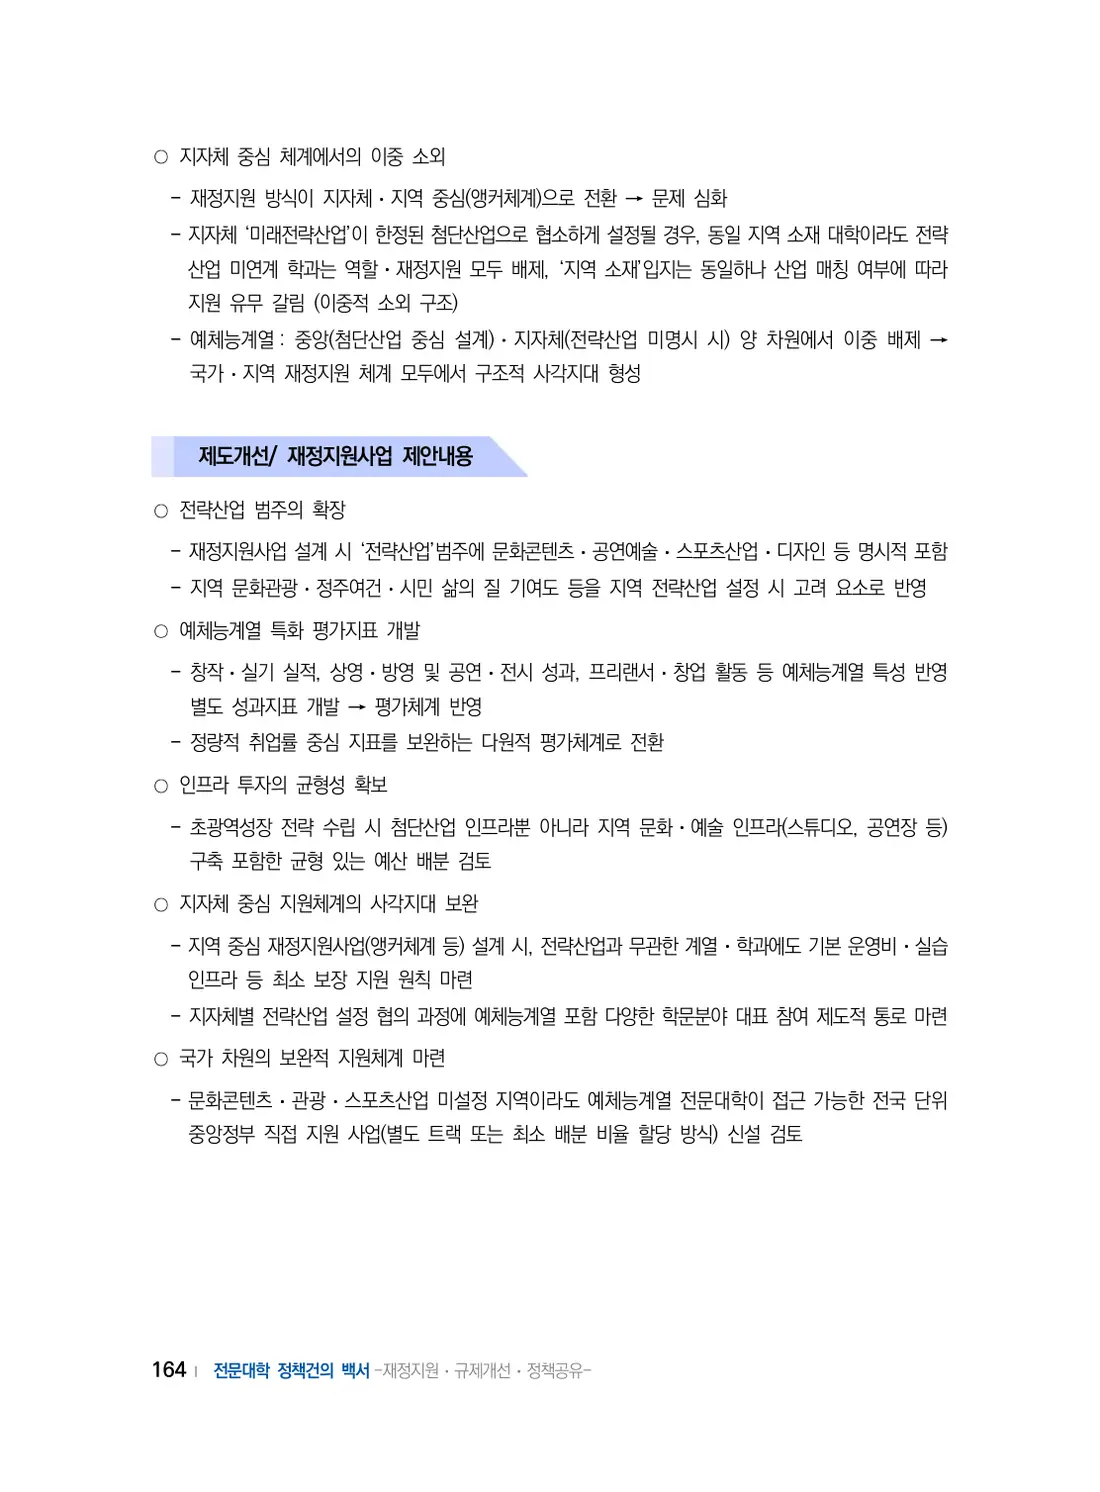 ○ 지자체 중심 체계에서의 이중 소외
- 재정지원 방식이 지자체・지역 중심(앵커체계)으로 전환 → 문제 심화
- 지자체 ‘미래전략산업’이 한정된 첨단산업으로 협소하게 설정될 경우, 동일 지역 소재 대학이라도 전략
산업 미연계 학과는 역할・재정지원 모두 배제, ‘지역 소재’입지는 동일하나 산업 매칭 여부에 따라
지원 유무 갈림 (이중적 소외 구조)
- 예체능계열: 중앙(첨단산업 중심 설계)・지자체(전략산업 미명시 시) 양 차원에서 이중 배제 →
국가・지역 재정지원 체계 모두에서 구조적 사각지대 형성
제도개선/ 재정지원사업 제안내용
○ 전략산업 범주의 확장
- 재정지원사업 설계 시 ‘전략산업’범주에 문화콘텐츠・공연예술・스포츠산업・디자인 등 명시적 포함
- 지역 문화관광・정주여건・시민 삶의 질 기여도 등을 지역 전략산업 설정 시 고려 요소로 반영
○ 예체능계열 특화 평가지표 개발
- 창작・실기 실적, 상영・방영 및 공연・전시 성과, 프리랜서・창업 활동 등 예체능계열 특성 반영
별도 성과지표 개발 → 평가체계 반영
- 정량적 취업률 중심 지표를 보완하는 다원적 평가체계로 전환
○ 인프라 투자의 균형성 확보
- 초광역성장 전략 수립 시 첨단산업 인프라뿐 아니라 지역 문화・예술 인프라(스튜디오, 공연장 등)
구축 포함한 균형 있는 예산 배분 검토
○ 지자체 중심 지원체계의 사각지대 보완
- 지역 중심 재정지원사업(앵커체계 등) 설계 시, 전략산업과 무관한 계열・학과에도 기본 운영비・실습
인프라 등 최소 보장 지원 원칙 마련
- 지자체별 전략산업 설정 협의 과정에 예체능계열 포함 다양한 학문분야 대표 참여 제도적 통로 마련
○ 국가 차원의 보완적 지원체계 마련
- 문화콘텐츠・관광・스포츠산업 미설정 지역이라도 예체능계열 전문대학이 접근 가능한 전국 단위
중앙정부 직접 지원 사업(별도 트랙 또는 최소 배분 비율 할당 방식) 신설 검토
164 | 전문대학 정책건의 백서 -재정지원・규제개선・정책공유-